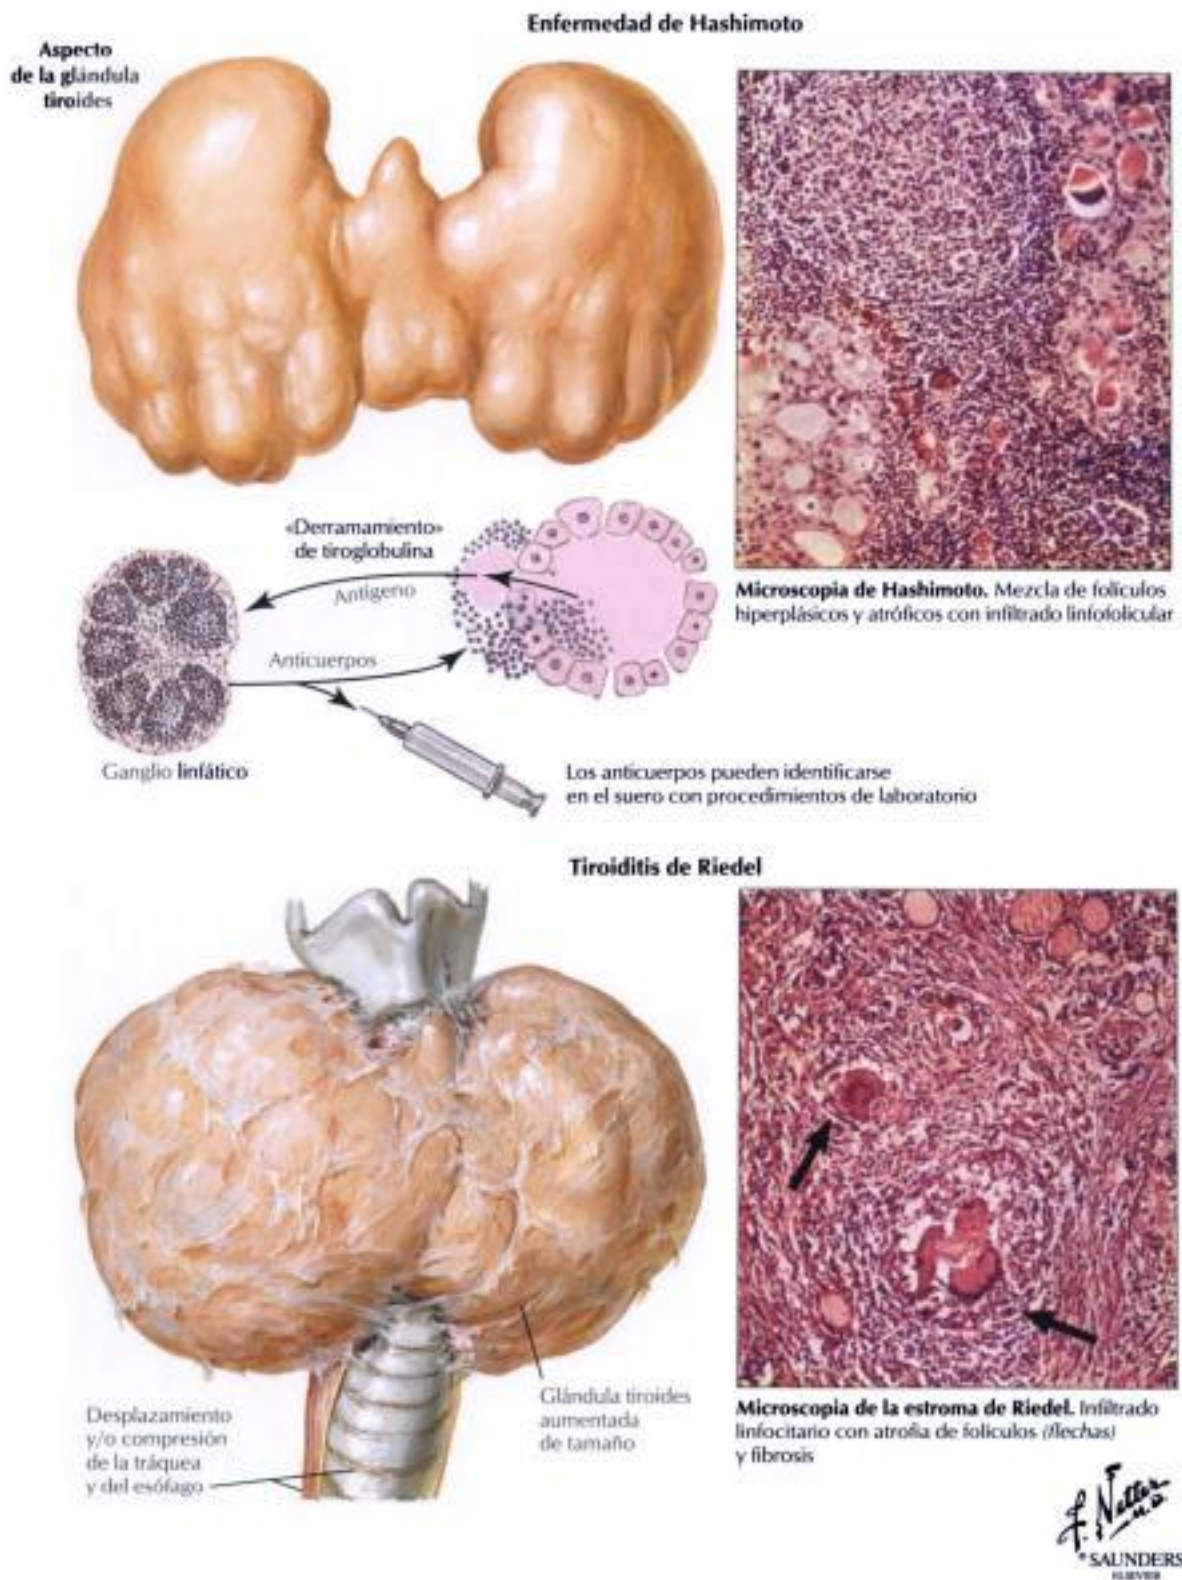 Enfermedad de Hashimoto
Aspecto
de la glándula
tiroides
«Derramamiento»
de tiroglobulina
Antígeno
Anticuerpos
Ganglio linfático
Los anticuerpos pueden identificarse
en el suero con procedimientos de laboratorio
Microscopia de Hashimoto. Mezcla de folículos
hiperplásicos y atróficos con infiltrado linfofolicular
Tiroiditis de Riedel
Desplazamiento
y/o compresión
de la tráquea
y del esófago
Glándula tiroides
aumentada
de tamaño
Microscopia de la estroma de Riedel. Infiltrado
linfocitario con atrofia de folículos (flechas)
y fibrosis
F. Netter
M.D.
SAUNDERS
ELSEVIER